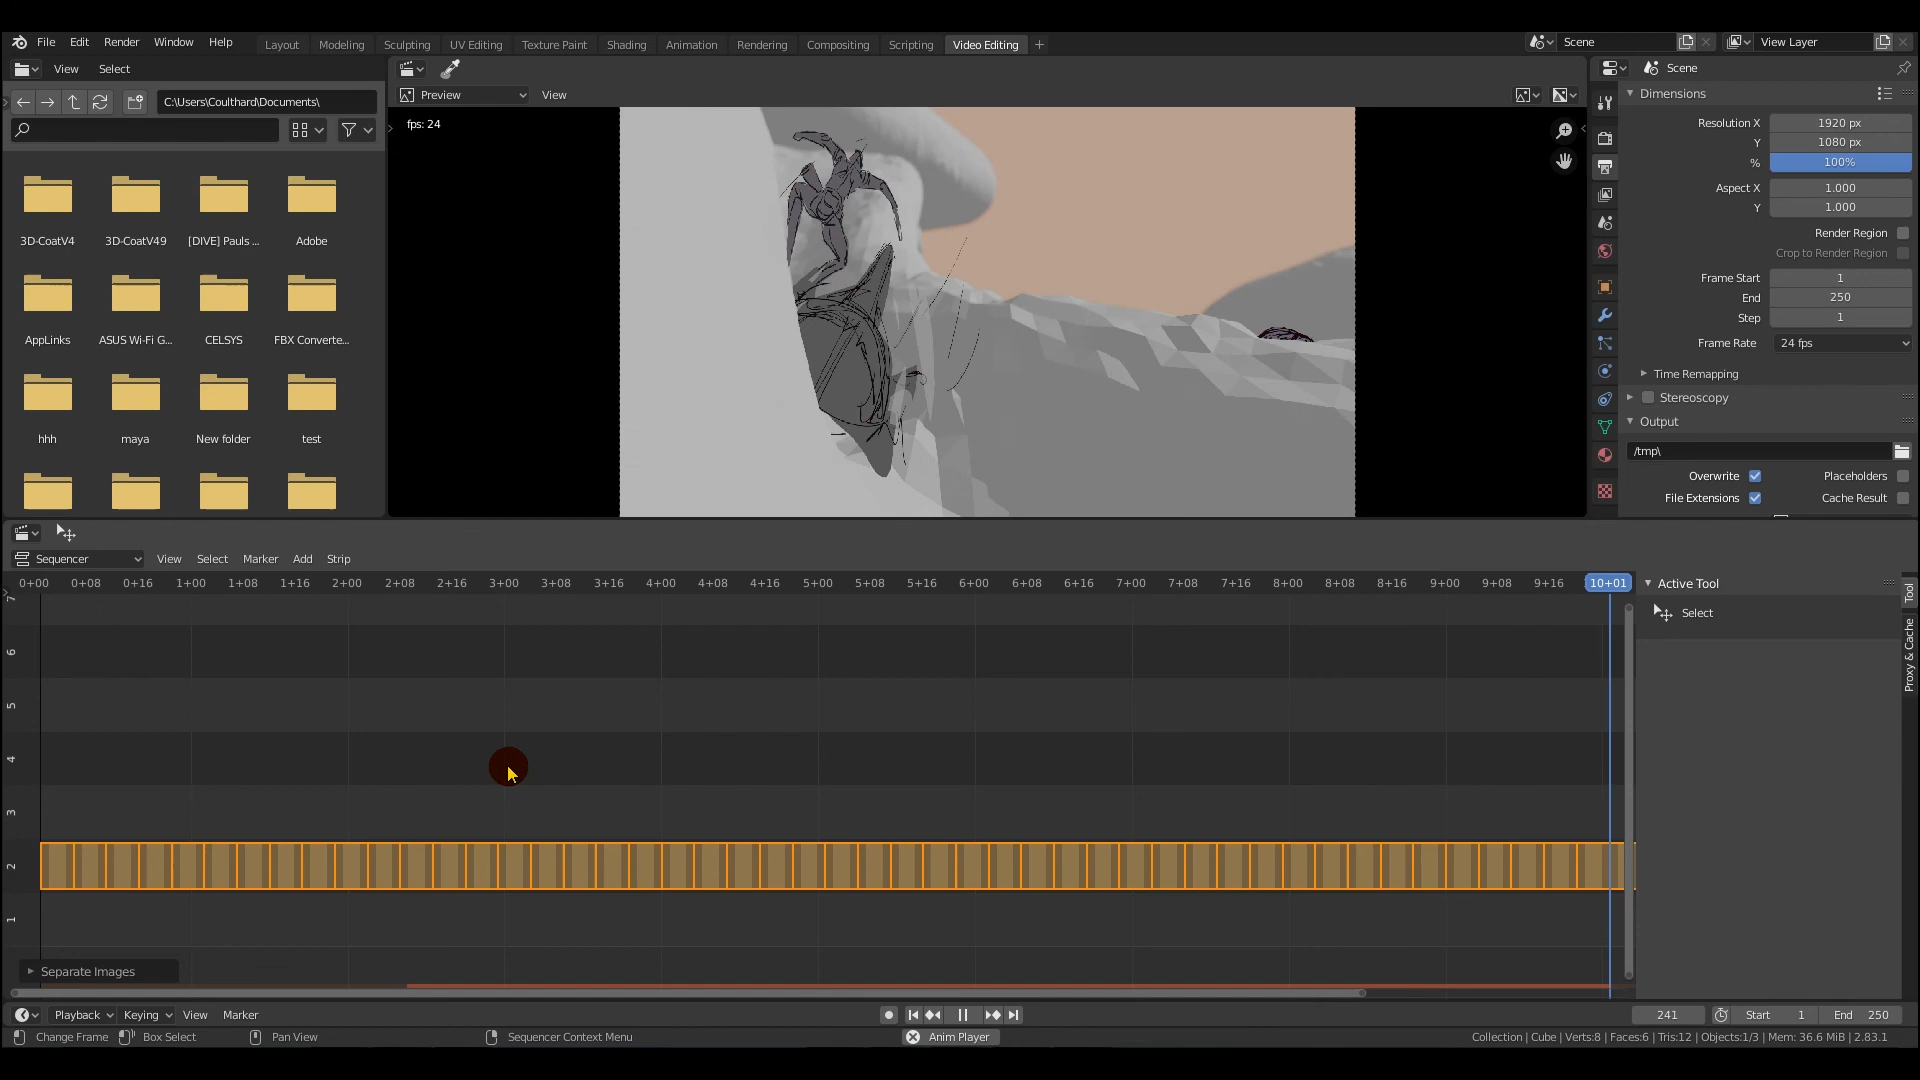 File Edit Render Window Help Layout Modeling Sculpting UV Editing Texture Paint Shading Animation Rendering Compositing Scripting Video Editing + Scene View Layer
View Select
C:\Users\Coulthard\Documents\
3D-CoatV4 3D-CoatV49 [DIVE] Pauls ... Adobe
AppLinks ASUS Wi-Fi G... CELSYS FBX Converte...
hhh maya New folder test
Preview View
fps: 24
Scene
Dimensions
Resolution X 1920 px
Y 1080 px
% 100%
Aspect X 1.000
Y 1.000
Render Region
Crop to Render Region
Frame Start 1
End 250
Step 1
Frame Rate 24 fps
Time Remapping
Stereoscopy
Output
/tmp\
Overwrite Placeholders
File Extensions Cache Result
Sequencer View Select Marker Add Strip
0+00 0+08 0+16 1+00 1+08 1+16 2+00 2+08 2+16 3+00 3+08 3+16 4+00 4+08 4+16 5+00 5+08 5+16 6+00 6+08 6+16 7+00 7+08 7+16 8+00 8+08 8+16 9+00 9+08 9+16 10+01
7
6
5
4
3
2
1
Active Tool
Select
Tool
Proxy & Cache
Separate Images
Playback Keying View Marker 241 Start 1 End 250
Change Frame Box Select Pan View Sequencer Context Menu Anim Player Collection | Cube | Verts:8 | Faces:6 | Tris:12 | Objects:1/3 | Mem: 36.6 MiB | 2.83.1